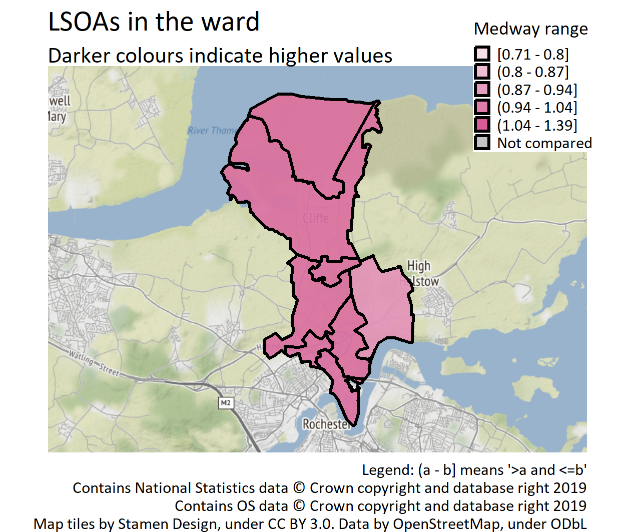 LSOAs in the ward
Darker colours indicate higher values
Medway range
[0.71 - 0.8]
(0.8 - 0.87]
(0.87 - 0.94]
(0.94 - 1.04]
(1.04 - 1.39]
Not compared
well
Mary
River Tham
Cliffe
High
lstow
Watling-Street
M2
Rochester
Legend: (a - b] means '>a and <=b'
Contains National Statistics data © Crown copyright and database right 2019
Contains OS data © Crown copyright and database right 2019
Map tiles by Stamen Design, under CC BY 3.0. Data by OpenStreetMap, under ODbL